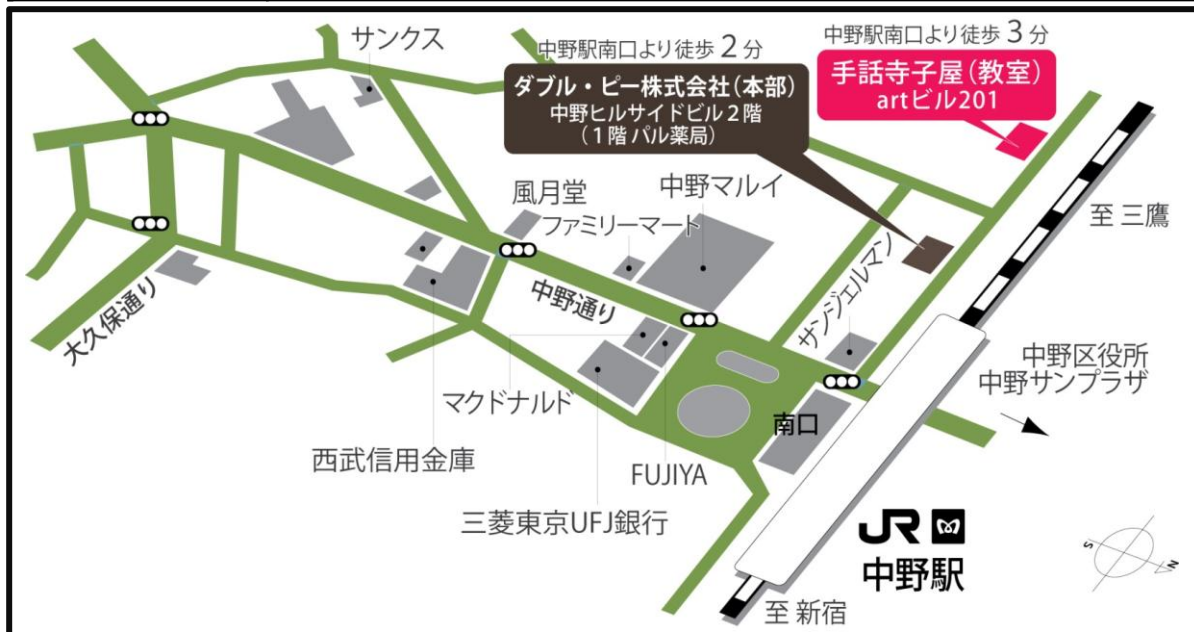 サンクス
中野駅南口より徒歩 2 分
ダブル・ピー株式会社(本部)
中野ヒルサイドビル2階
(1階 パル薬局)
中野駅南口より徒歩 3 分
手話寺子屋(教室)
artビル201
風月堂
ファミリーマート
中野マルイ
至 三鷹
サンジェルマン
中野通り
大久保通り
中野区役所
中野サンプラザ
マクドナルド
南口
西武信用金庫
FUJIYA
三菱東京UFJ銀行
JR
中野駅
S
N
至 新宿